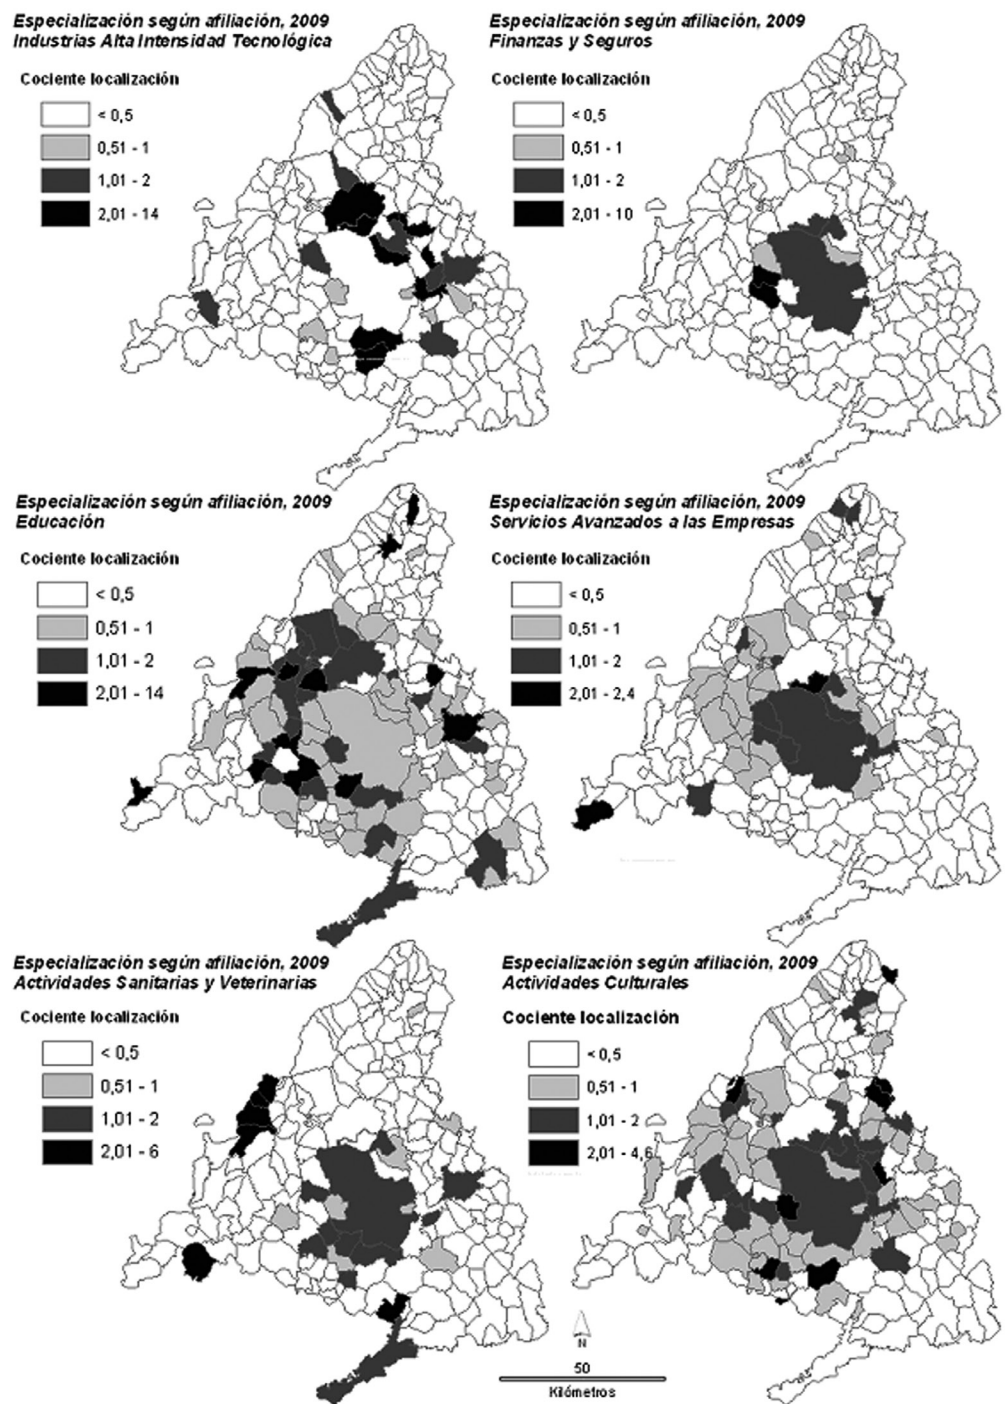 Especialización según afiliación, 2009
Industrias Alta Intensidad Tecnológica
Cociente localización
< 0,5
0,51 - 1
1,01 - 2
2,01 - 14
Especialización según afiliación, 2009
Finanzas y Seguros
Cociente localización
< 0,5
0,51 - 1
1,01 - 2
2,01 - 10
Especialización según afiliación, 2009
Educación
Cociente localización
< 0,5
0,51 - 1
1,01 - 2
2,01 - 14
Especialización según afiliación, 2009
Servicios Avanzados a las Empresas
Cociente localización
< 0,5
0,51 - 1
1,01 - 2
2,01 - 2,4
Especialización según afiliación, 2009
Actividades Sanitarias y Veterinarias
Cociente localización
< 0,5
0,51 - 1
1,01 - 2
2,01 - 6
Especialización según afiliación, 2009
Actividades Culturales
Cociente localización
< 0,5
0,51 - 1
1,01 - 2
2,01 - 4,6
N
50
Kilómetros